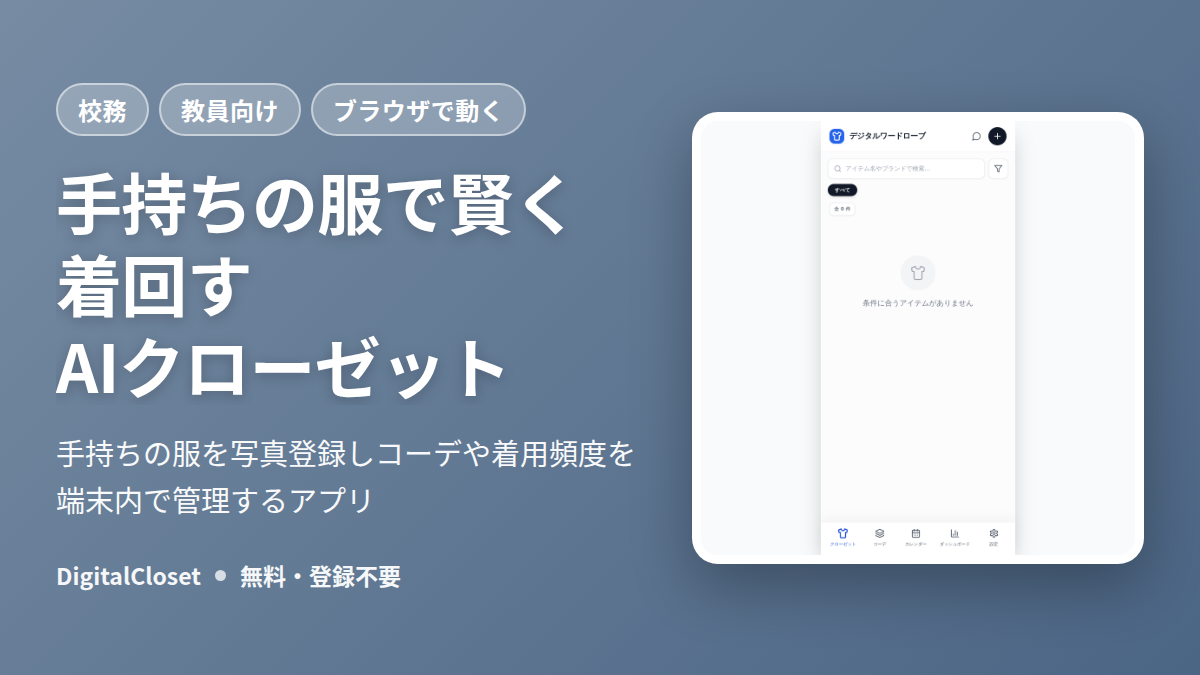 校務 教員向け ブラウザで動く
手持ちの服で賢く
着回す
AIクローゼット
手持ちの服を写真登録しコーデや着用頻度を
端末内で管理するアプリ
DigitalCloset 無料・登録不要
デジタルワードローブ
アイテム名やブランドで検索...
すべて
全 0 件
条件に合うアイテムがありません
クローゼット コーデ カレンダー ダッシュボード 設定